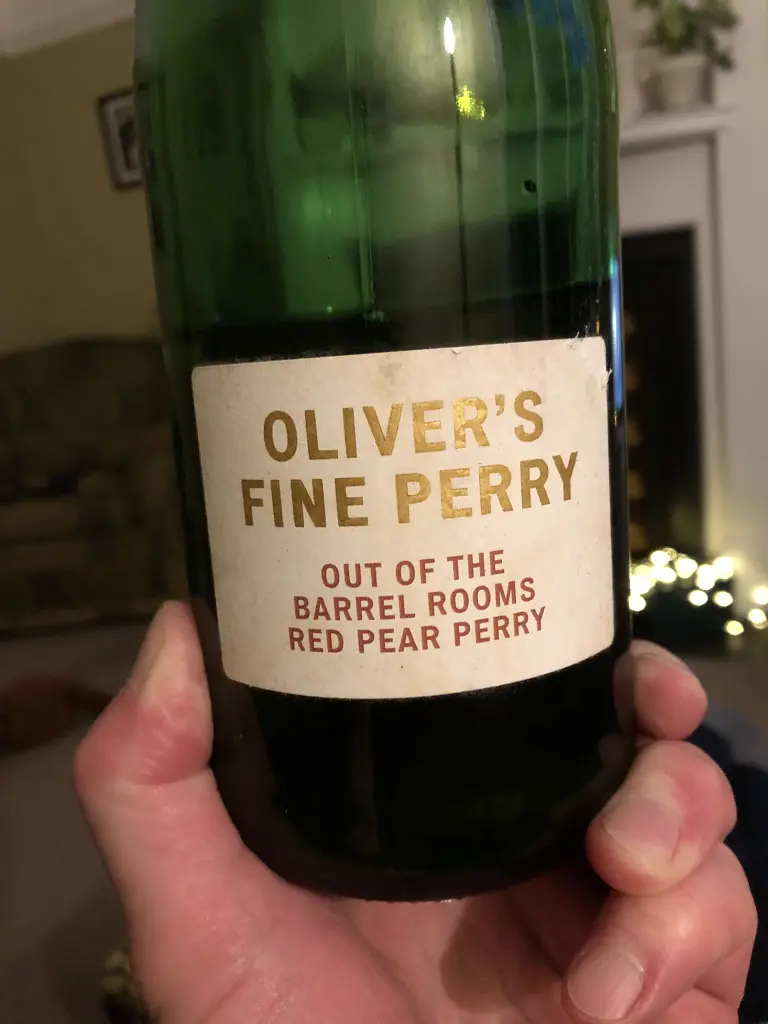 OLIVER'S
FINE PERRY
OUT OF THE
BARREL ROOMS
RED PEAR PERRY